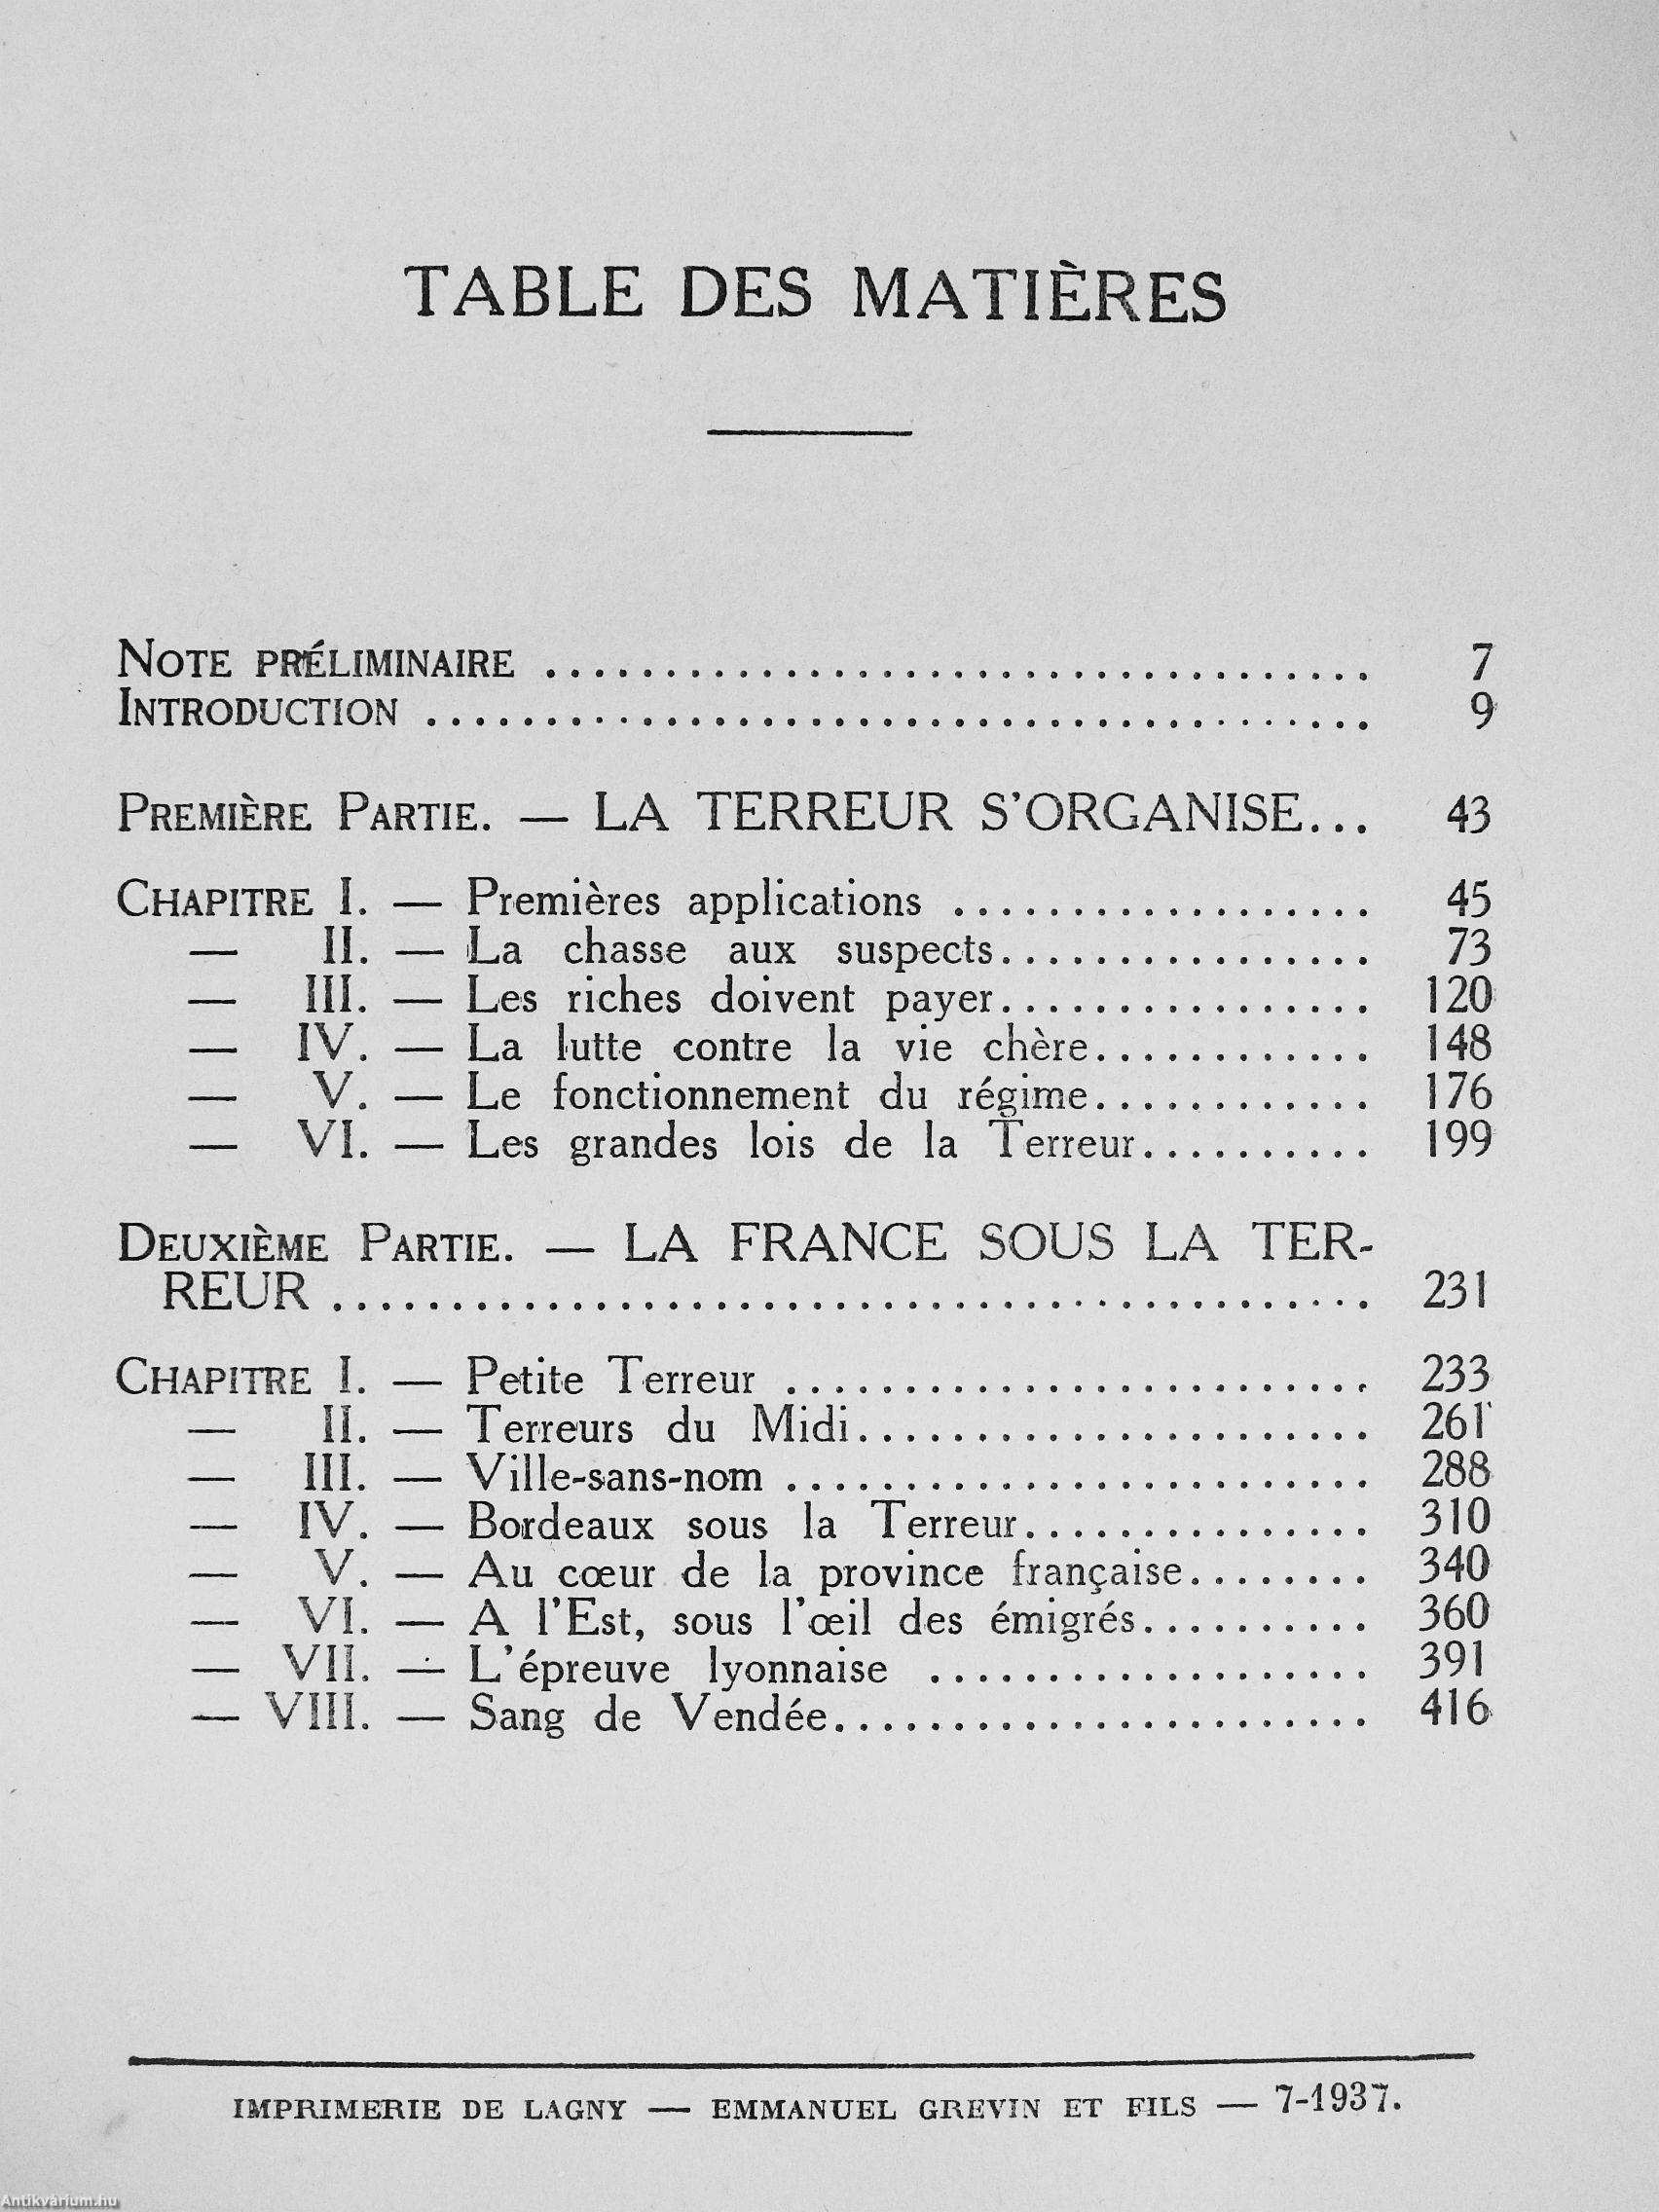 TABLE DES MATIÈRES
NOTE PRÉLIMINAIRE .................................. 7
INTRODUCTION ....................................... 9
PREMIÈRE PARTIE. — LA TERREUR S'ORGANISE... 43
CHAPITRE I. — Premières applications .................. 45
— II. — La chasse aux suspects................ 73
— III. — Les riches doivent payer................ 120
— IV. — La lutte contre la vie chère............ 148
— V. — Le fonctionnement du régime............ 176
— VI. — Les grandes lois de la Terreur.......... 199
DEUXIÈME PARTIE. — LA FRANCE SOUS LA TER-
REUR ........................................... 231
CHAPITRE I. — Petite Terreur ......................... 233
— II. — Terreurs du Midi...................... 261
— III. — Ville-sans-nom ......................... 288
— IV. — Bordeaux sous la Terreur............... 310
— V. — Au cœur de la province française........ 340
— VI. — A l'Est, sous l'œil des émigrés.......... 360
— VII. — L'épreuve lyonnaise ................... 391
— VIII. — Sang de Vendée....................... 416
IMPRIMERIE DE LAGNY — EMMANUEL GREVIN ET FILS — 7-1937.
Antikvárium.hu